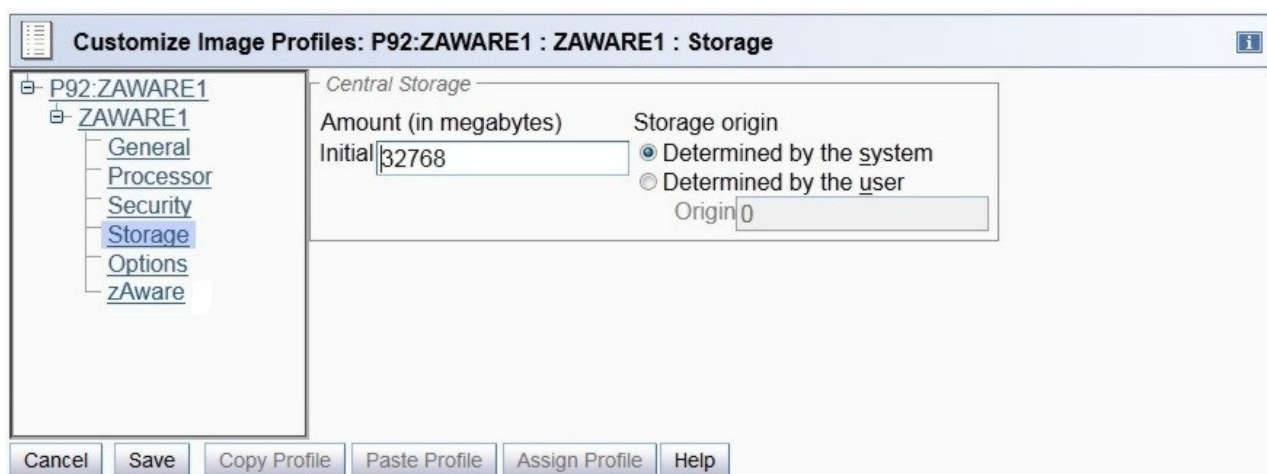 Customize Image Profiles: P92:ZAWARE1 : ZAWARE1 : Storage
i
P92:ZAWARE1
ZAWARE1
General
Processor
Security
Storage
Options
zAware
Central Storage
Amount (in megabytes) Storage origin
Initial 32768 Determined by the system
Determined by the user
Origin 0
Cancel Save Copy Profile Paste Profile Assign Profile Help